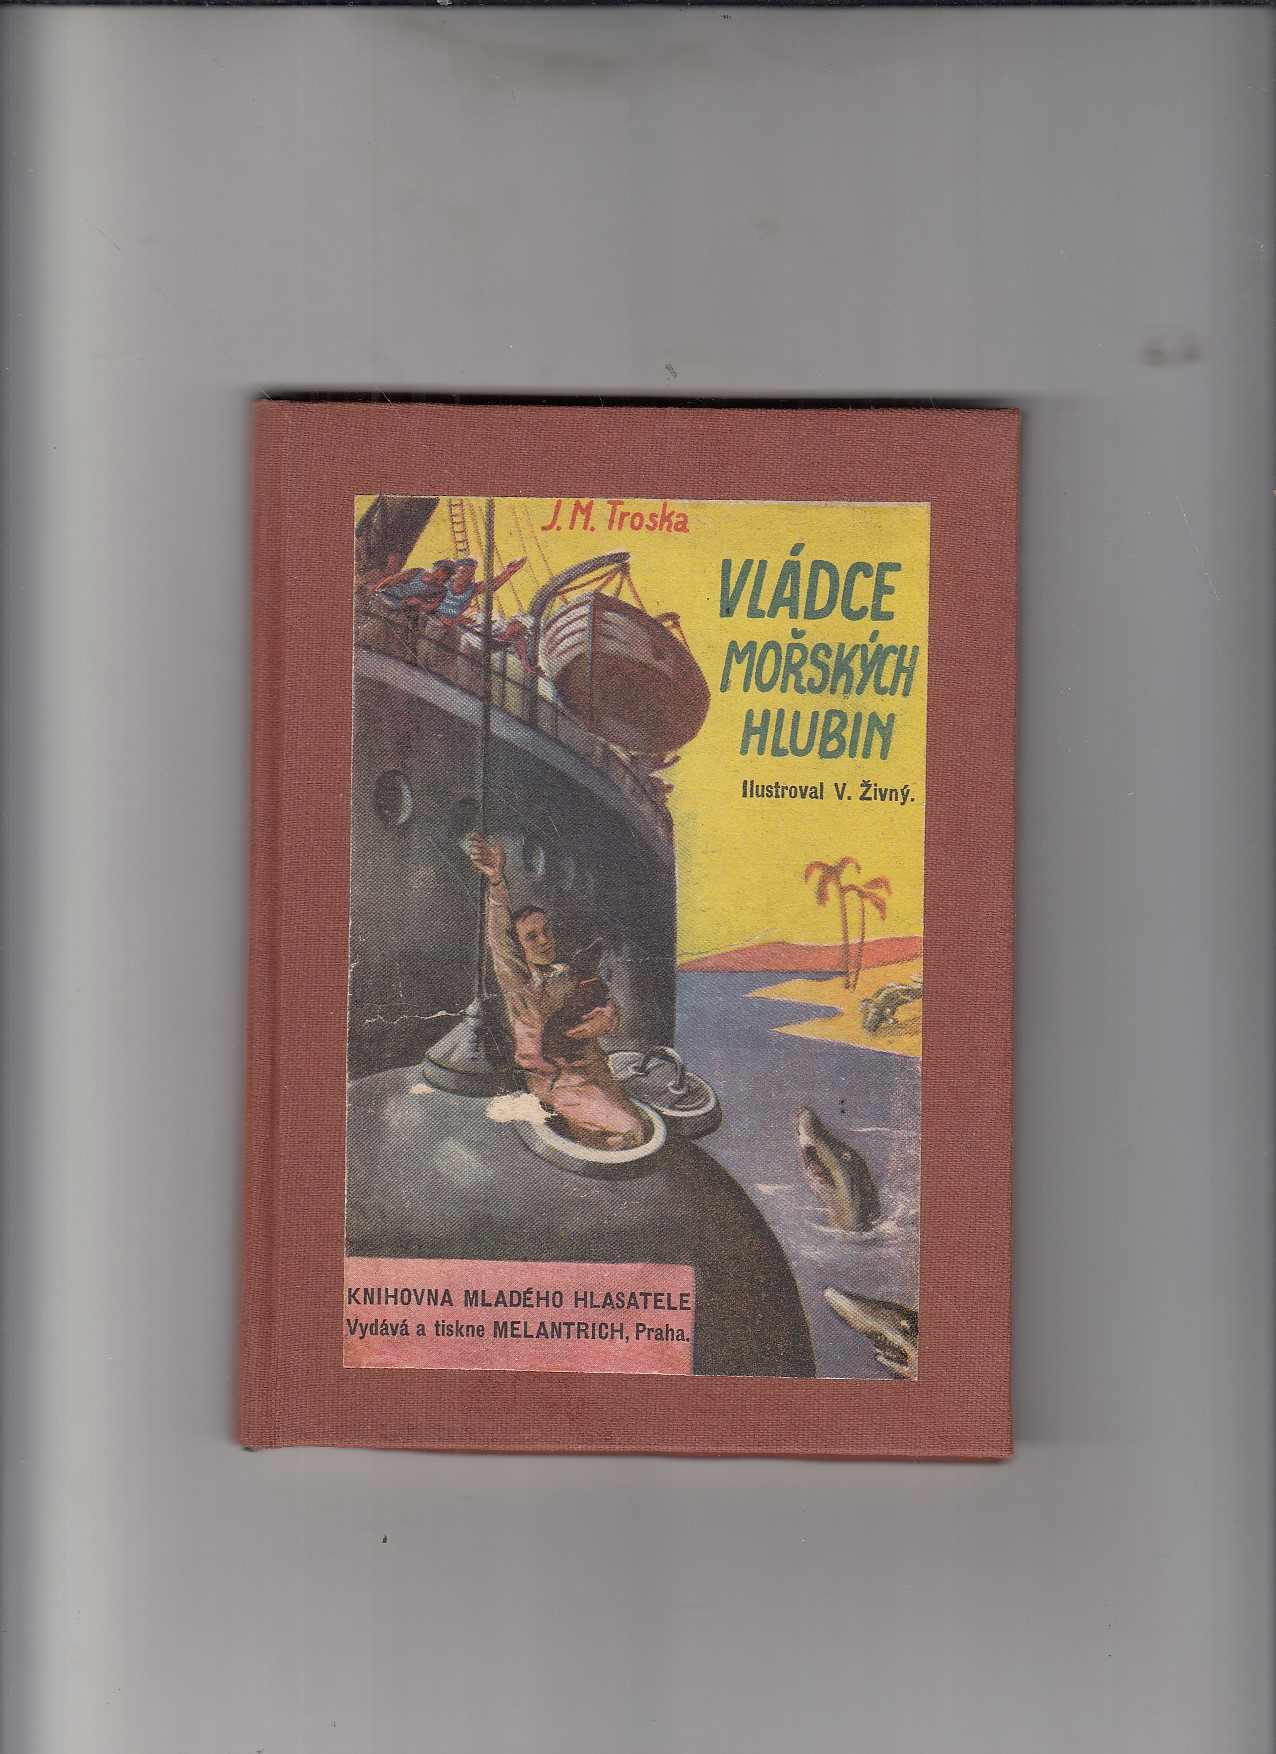 J. M. Troska
VLÁDCE
MOŘSKÝCH
HLUBIN
Ilustroval V. Živný.
KNIHOVNA MLADÉHO HLASATELE
Vydává a tiskne MELANTRICH, Praha.